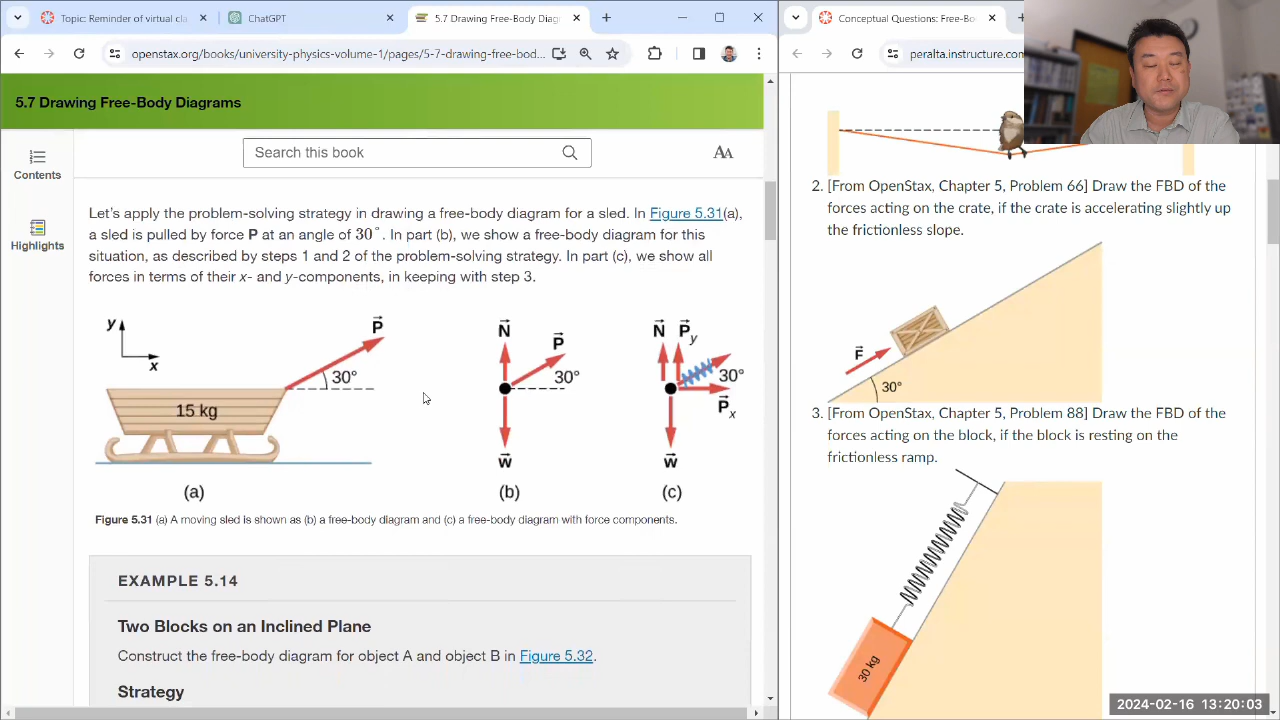 Topic: Reminder of virtual cla
ChatGPT
5.7 Drawing Free-Body Diag
openstax.org/books/university-physics-volume-1/pages/5-7-drawing-free-bod...
5.7 Drawing Free-Body Diagrams
Contents
Highlights
Search this book
AA
Let's apply the problem-solving strategy in drawing a free-body diagram for a sled. In Figure 5.31(a),
a sled is pulled by force P at an angle of 30°. In part (b), we show a free-body diagram for this
situation, as described by steps 1 and 2 of the problem-solving strategy. In part (c), we show all
forces in terms of their x- and y-components, in keeping with step 3.
y
x
P
30°
15 kg
(a)
N
P
30°
w
(b)
N
Py
30°
Px
w
(c)
Figure 5.31 (a) A moving sled is shown as (b) a free-body diagram and (c) a free-body diagram with force components.
EXAMPLE 5.14
Two Blocks on an Inclined Plane
Construct the free-body diagram for object A and object B in Figure 5.32.
Strategy
Conceptual Questions: Free-Bo
peralta.instructure.com
2. [From OpenStax, Chapter 5, Problem 66] Draw the FBD of the
forces acting on the crate, if the crate is accelerating slightly up
the frictionless slope.
F
30°
3. [From OpenStax, Chapter 5, Problem 88] Draw the FBD of the
forces acting on the block, if the block is resting on the
frictionless ramp.
30 kg
2024-02-16 13:20:03